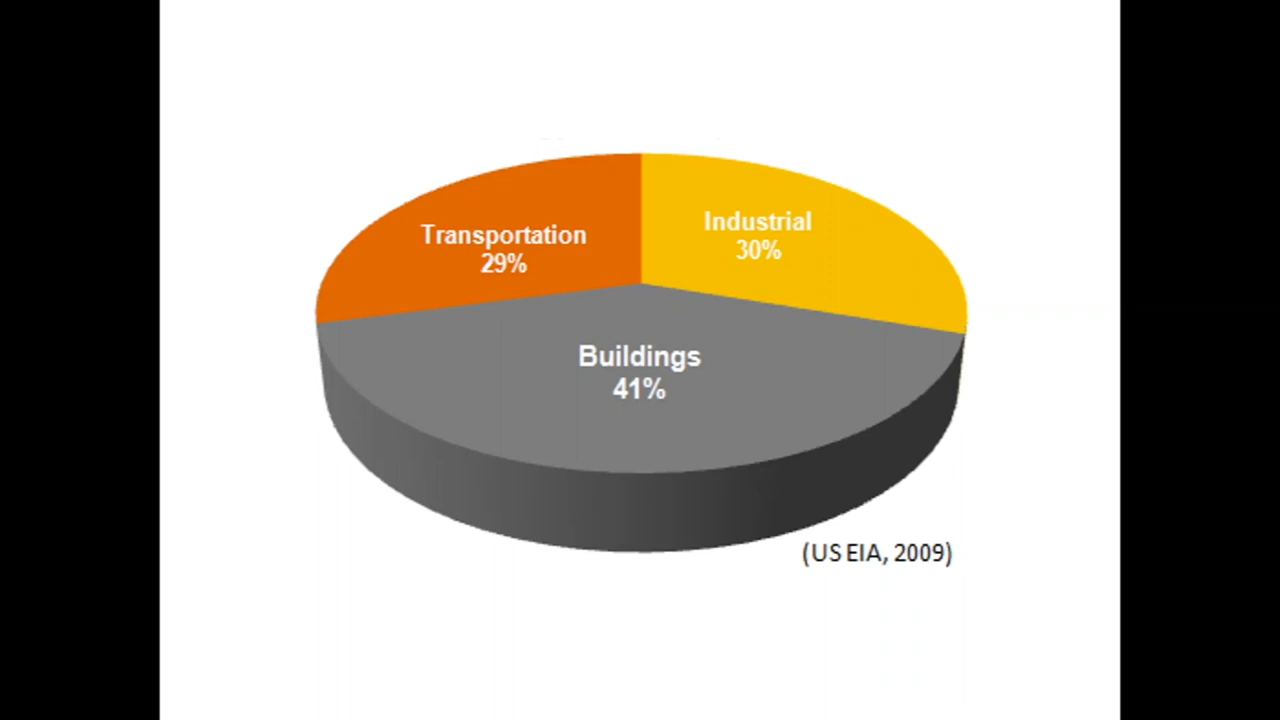 Industrial
30%
Transportation
29%
Buildings
41%
(US EIA, 2009)